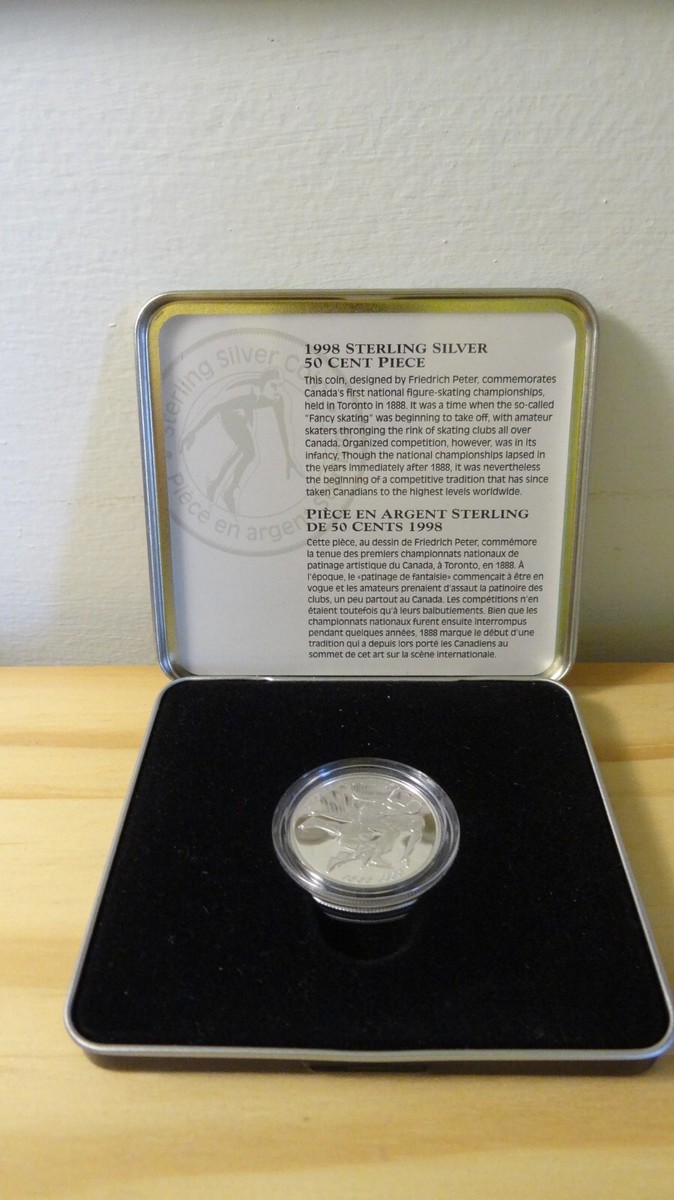 Sterling Silver
Pièce en argent
1998 STERLING SILVER
50 CENT PIECE
This coin, designed by Friedrich Peter, commemorates
Canada's first national figure-skating championships,
held in Toronto in 1888. It was a time when the so-called
"Fancy skating" was beginning to take off, with amateur
skaters thronging the rink of skating clubs all over
Canada. Organized competition, however, was in its
infancy. Though the national championships lapsed in
the years immediately after 1888, it was nevertheless
the beginning of a competitive tradition that has since
taken Canadians to the highest levels worldwide.
PIÈCE EN ARGENT STERLING
DE 50 CENTS 1998
Cette pièce, au dessin de Friedrich Peter, commémore
la tenue des premiers championnats nationaux de
patinage artistique du Canada, à Toronto, en 1888. À
l'époque, le «patinage de fantaisie» commençait à être en
vogue et les amateurs prenaient d'assaut la patinoire des
clubs, un peu partout au Canada. Les compétitions n'en
étaient toutefois qu'à leurs balbutiements. Bien que les
championnats nationaux furent ensuite interrompus
pendant quelques années, 1888 marque le début d'une
tradition qui a depuis lors porté les Canadiens au
sommet de cet art sur la scène internationale.